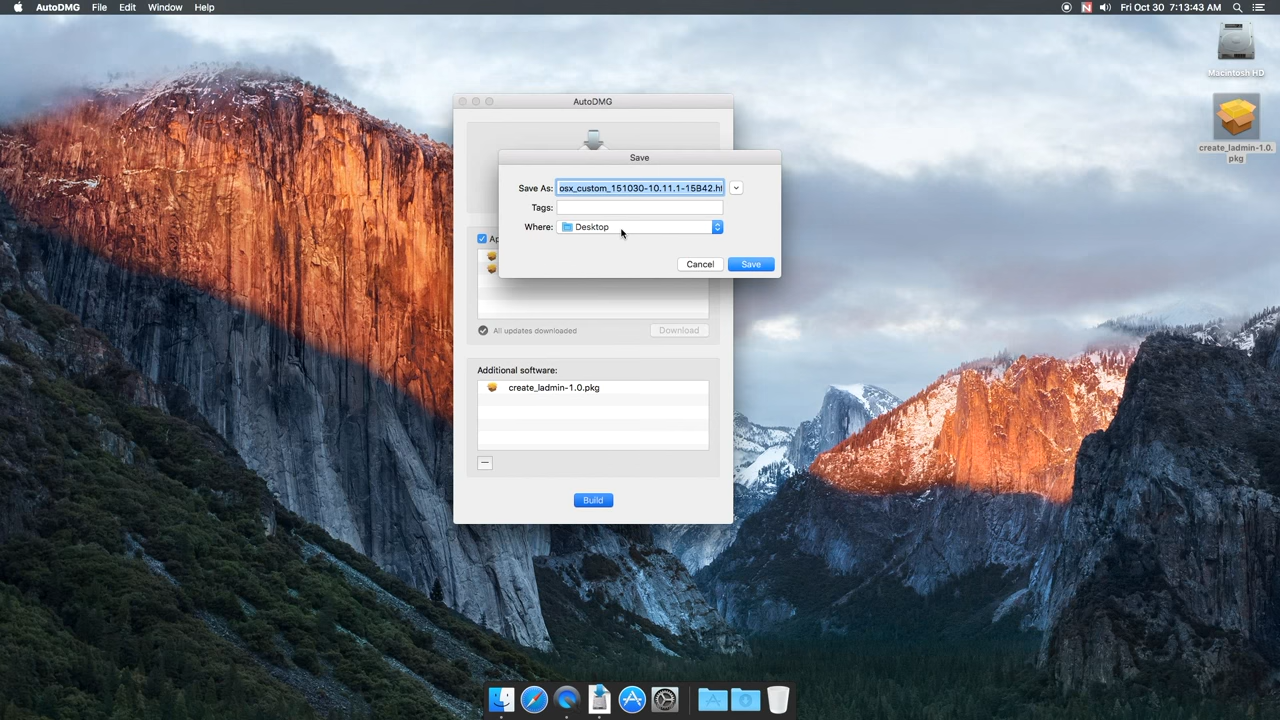 AutoDMG File Edit Window Help
Fri Oct 30 7:13:43 AM
Macintosh HD
create_ladmin-1.0.
pkg
AutoDMG
Save
Save As: osx_custom_151030-10.11.1-15B42.hf
Tags:
Where: Desktop
Ap
Cancel Save
All updates downloaded Download
Additional software:
create_ladmin-1.0.pkg
Build